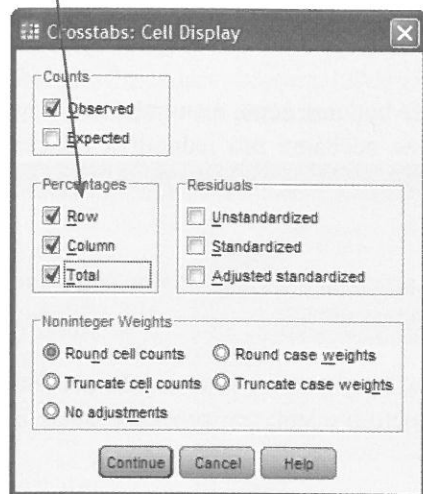 Crosstabs: Cell Display
Counts
Observed
Expected
Percentages
Row
Column
Total
Residuals
Unstandardized
Standardized
Adjusted standardized
Noninteger Weights
Round cell counts
Round case weights
Truncate cell counts
Truncate case weights
No adjustments
Continue
Cancel
Help